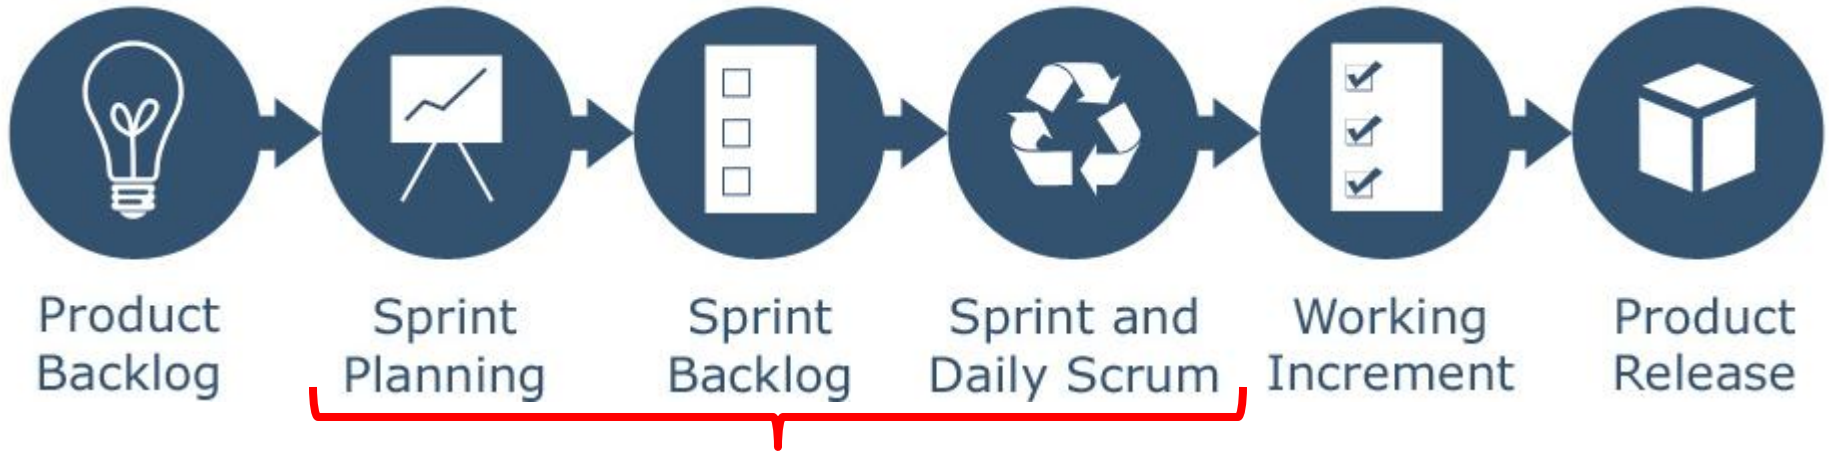 Product
Backlog
Sprint
Planning
Sprint
Backlog
Sprint and
Daily Scrum
Working
Increment
Product
Release